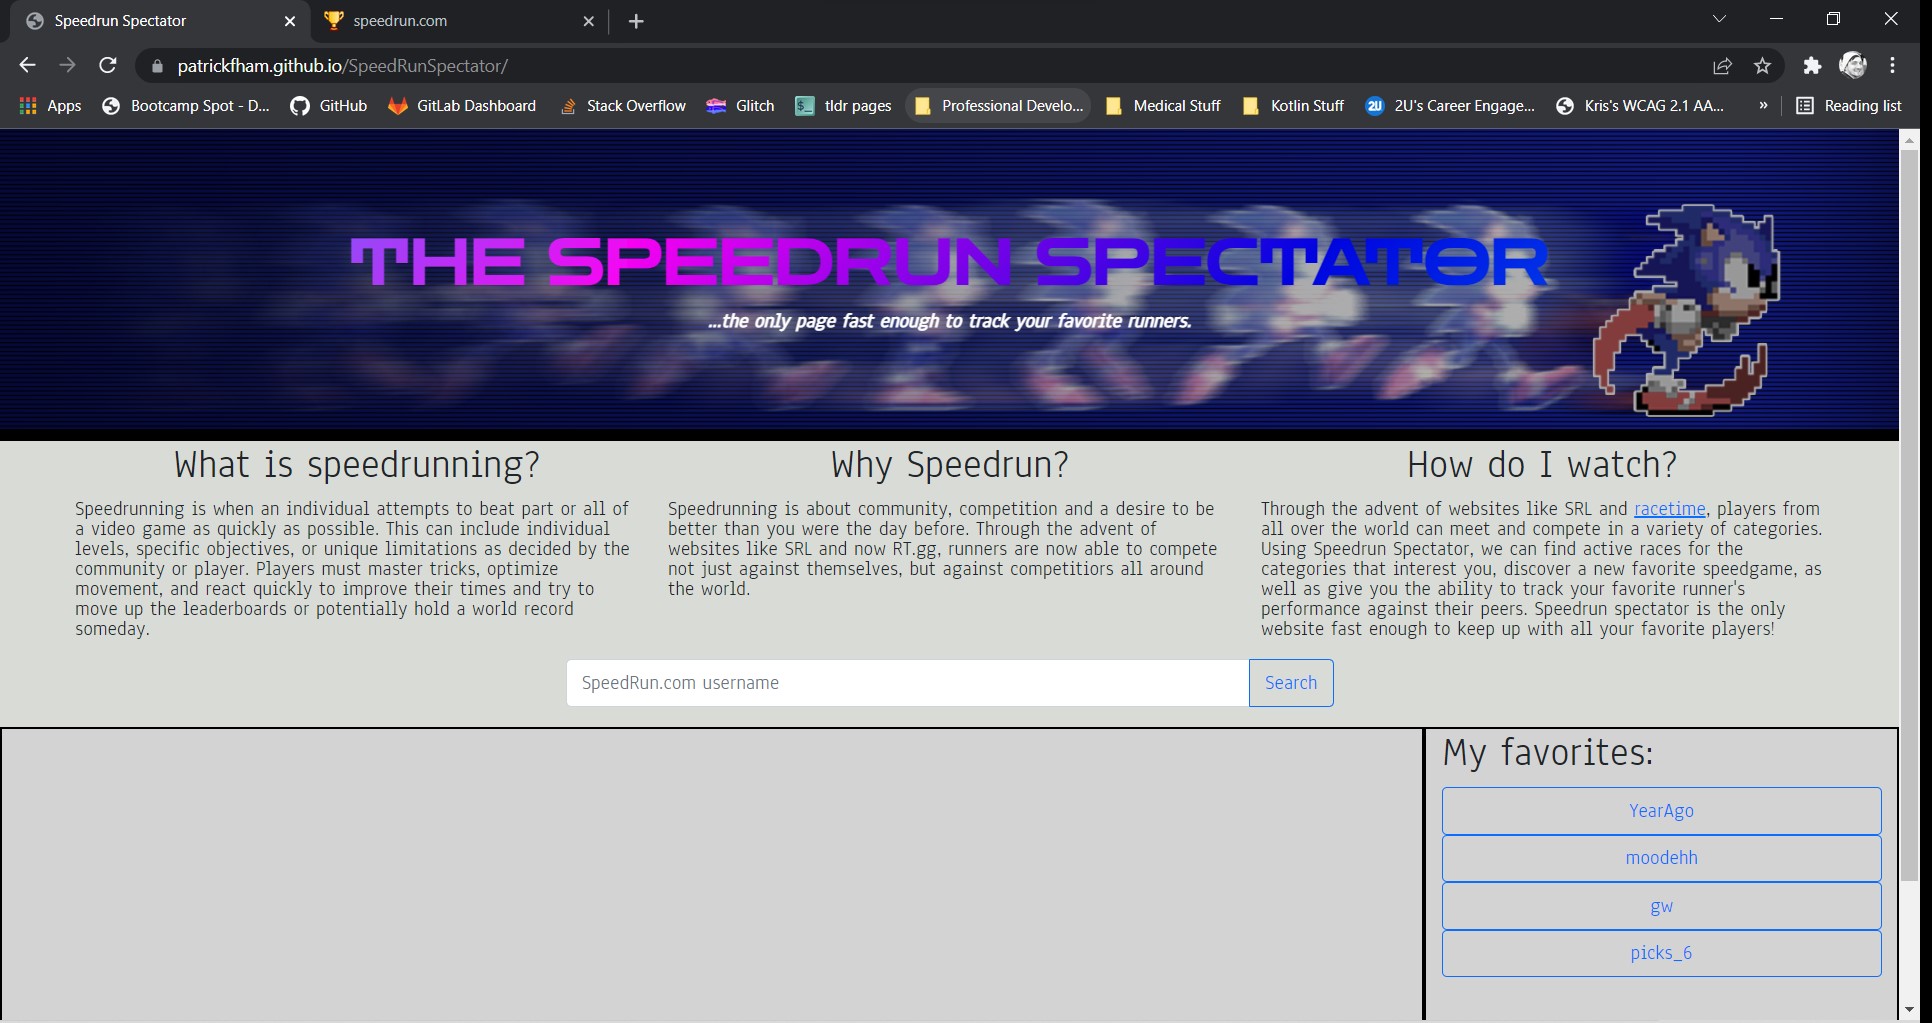 Speedrun Spectator
speedrun.com
patrickfham.github.io/SpeedRunSpectator/
Apps
Bootcamp Spot - D...
GitHub
GitLab Dashboard
Stack Overflow
Glitch
tldr pages
Professional Develo...
Medical Stuff
Kotlin Stuff
2U
2U's Career Engage...
Kris's WCAG 2.1 AA...
»
Reading list
THE SPEEDRUN SPECTATOR
...the only page fast enough to track your favorite runners.
What is speedrunning?
Speedrunning is when an individual attempts to beat part or all of
a video game as quickly as possible. This can include individual
levels, specific objectives, or unique limitations as decided by the
community or player. Players must master tricks, optimize
movement, and react quickly to improve their times and try to
move up the leaderboards or potentially hold a world record
someday.
Why Speedrun?
Speedrunning is about community, competition and a desire to be
better than you were the day before. Through the advent of
websites like SRL and now RT.gg, runners are now able to compete
not just against themselves, but against competitiors all around
the world.
How do I watch?
Through the advent of websites like SRL and racetime, players from
all over the world can meet and compete in a variety of categories.
Using Speedrun Spectator, we can find active races for the
categories that interest you, discover a new favorite speedgame, as
well as give you the ability to track your favorite runner's
performance against their peers. Speedrun spectator is the only
website fast enough to keep up with all your favorite players!
SpeedRun.com username
Search
My favorites:
YearAgo
moodehh
gw
picks_6